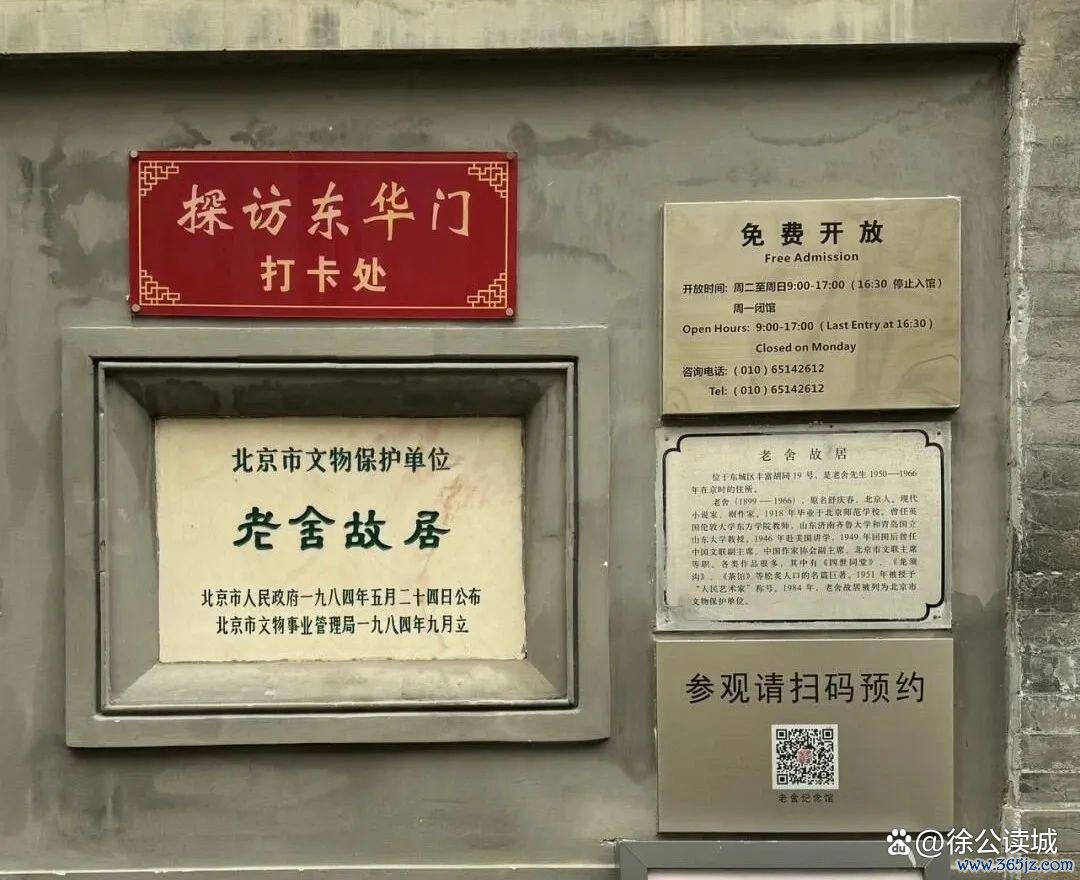 探访东华门
打卡处
北京市文物保护单位
老舍故居
北京市人民政府一九八四年五月二十四日公布
北京市文物事业管理局一九八四年九月立
免费开放
Free Admission
开放时间: 周二至周日9:00-17:00 (16:30 停止入馆)
周一闭馆
Open Hours: 9:00-17:00 (Last Entry at 16:30)
Closed on Monday
咨询电话: (010) 65142612
Tel: (010) 65142612
老舍故居
位于东城区丰富胡同19号,是老舍先生1950—1966
年在京时的住所。
老舍(1899—1966),原名舒庆春,北京人。现代
小说家、剧作家。1918年毕业于北京师范学校。曾任英
国伦敦大学东方学院教师,山东济南齐鲁大学和青岛国立
山东大学教授。1946年赴美国讲学,1949年回国后曾任
中国文联副主席,中国作家协会副主席,北京市文联主席
等职。各类作品很多,其中有《四世同堂》、《龙须
沟》、《茶馆》等脍炙人口的名篇巨著。1951年被授予
“人民艺术家”称号。1984年,老舍故居被列为北京市
文物保护单位。
参观请扫码预约
老舍纪念馆
du @徐公读城
www.365jz.com